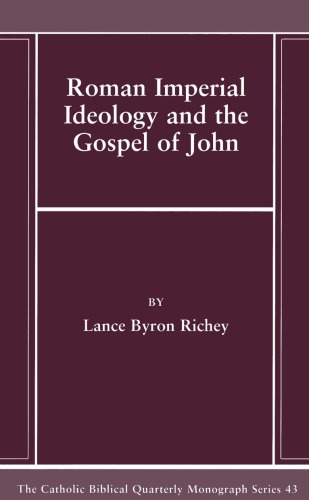 Roman Imperial
Ideology and the
Gospel of John
BY
Lance Byron Richey
The Catholic Biblical Quarterly Monograph Series 43